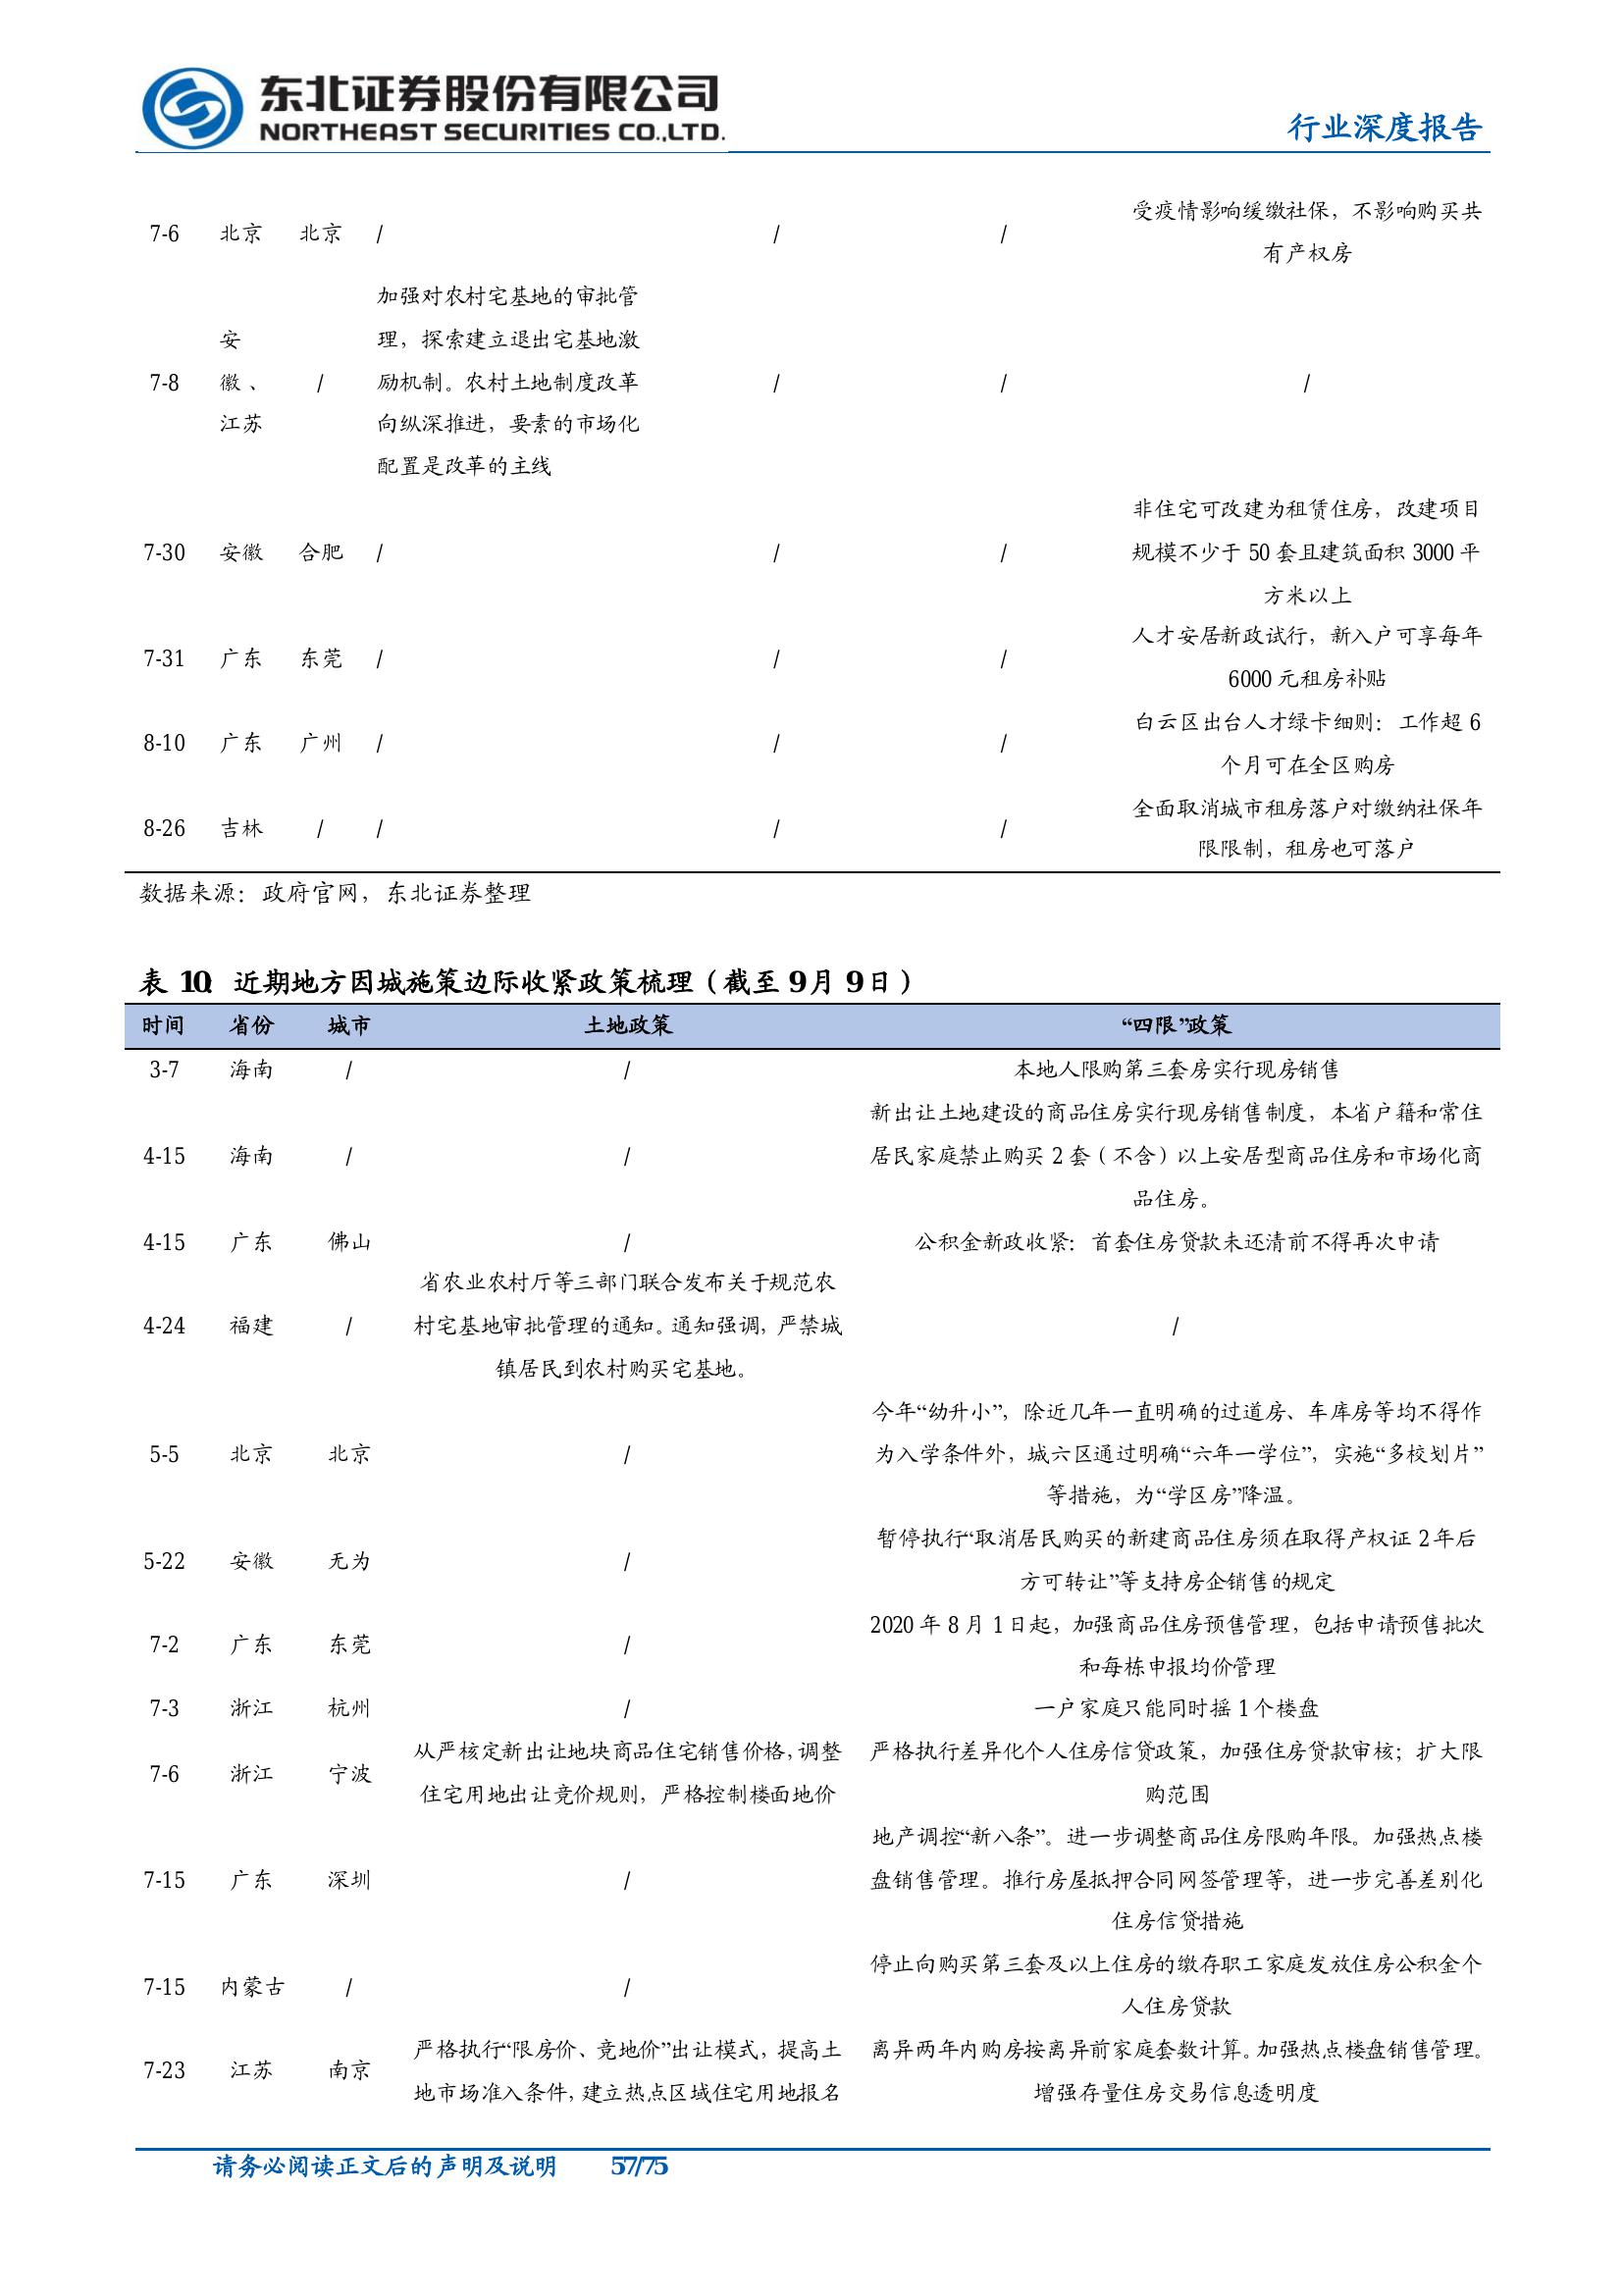 东北证券股份有限公司
NORTHEAST SECURITIES CO.,LTD.
行业深度报告
受疫情影响缓缴社保，不影响购买共
7-6 北京 北京 / / /
有产权房
加强对农村宅基地的审批管
安 理，探索建立退出宅基地激
7-8 徽、 / 励机制。农村土地制度改革 / / /
江苏 向纵深推进，要素的市场化
配置是改革的主线
非住宅可改建为租赁住房，改建项目
7-30 安徽 合肥 / / / 规模不少于 50 套且建筑面积 3000 平
方米以上
人才安居新政试行，新入户可享每年
7-31 广东 东莞 / / /
6000 元租房补贴
白云区出台人才绿卡细则：工作超 6
8-10 广东 广州 / / /
个月可在全区购房
全面取消城市租房落户对缴纳社保年
8-26 吉林 / / / /
限限制，租房也可落户
数据来源：政府官网，东北证券整理
表 10：近期地方因城施策边际收紧政策梳理（截至 9 月 9 日）
时间 省份 城市 土地政策 “四限”政策
3-7 海南 / / 本地人限购第三套房实行现房销售
新出让土地建设的商品住房实行现房销售制度，本省户籍和常住
4-15 海南 / / 居民家庭禁止购买 2 套（不含）以上安居型商品住房和市场化商
品住房。
4-15 广东 佛山 / 公积金新政收紧：首套住房贷款未还清前不得再次申请
省农业农村厅等三部门联合发布关于规范农
4-24 福建 / 村宅基地审批管理的通知。通知强调，严禁城 /
镇居民到农村购买宅基地。
今年“幼升小”，除近几年一直明确的过道房、车库房等均不得作
5-5 北京 北京 / 为入学条件外，城六区通过明确“六年一学位”，实施“多校划片”
等措施，为“学区房”降温。
暂停执行“取消居民购买的新建商品住房须在取得产权证 2 年后
5-22 安徽 无为 /
方可转让”等支持房企销售的规定
2020 年 8 月 1 日起，加强商品住房预售管理，包括申请预售批次
7-2 广东 东莞 /
和每栋申报均价管理
7-3 浙江 杭州 / 一户家庭只能同时摇 1 个楼盘
从严核定新出让地块商品住宅销售价格，调整 严格执行差异化个人住房信贷政策，加强住房贷款审核；扩大限
7-6 浙江 宁波
住宅用地出让竞价规则，严格控制楼面地价 购范围
地产调控“新八条”。进一步调整商品住房限购年限。加强热点楼
7-15 广东 深圳 / 盘销售管理。推行房屋抵押合同网签管理等，进一步完善差别化
住房信贷措施
停止向购买第三套及以上住房的缴存职工家庭发放住房公积金个
7-15 内蒙古 / /
人住房贷款
严格执行“限房价、竞地价”出让模式，提高土 离异两年内购房按离异前家庭套数计算。加强热点楼盘销售管理。
7-23 江苏 南京
地市场准入条件，建立热点区域住宅用地报名 增强存量住房交易信息透明度
请务必阅读正文后的声明及说明 57/75